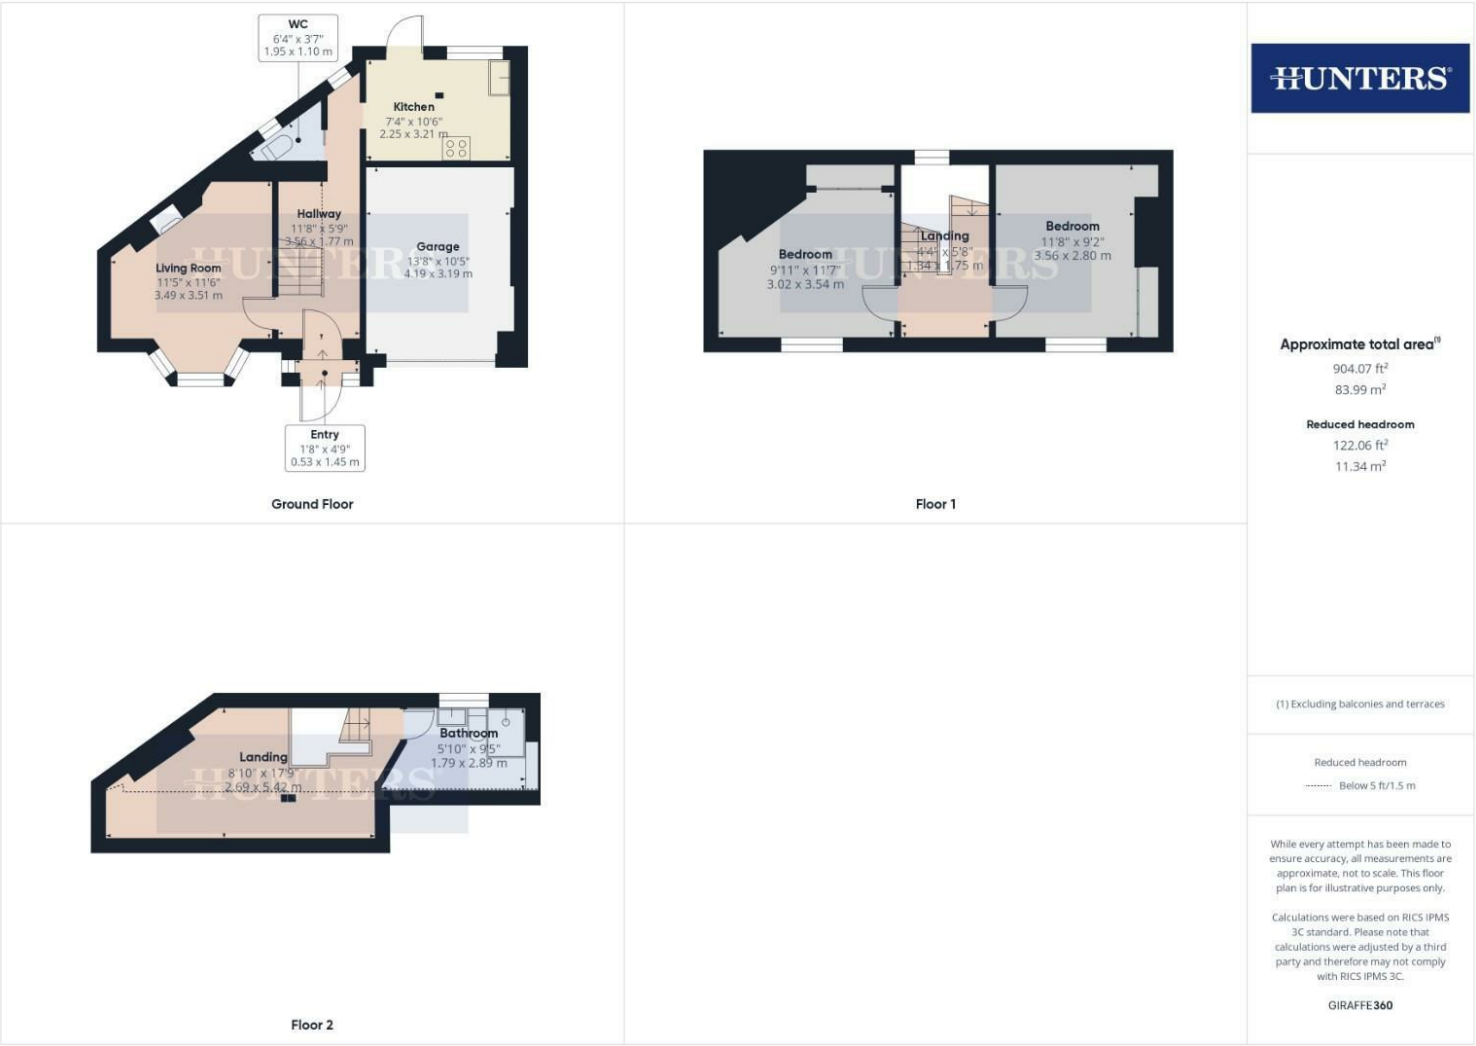 WC
6'4" x 3'7"
1.95 x 1.10 m
Kitchen
7'4" x 10'6"
2.25 x 3.21 m
Hallway
11'8" x 5'9"
3.56 x 1.77 m
Garage
13'8" x 10'5"
4.19 x 3.19 m
Living Room
11'5" x 11'6"
3.49 x 3.51 m
HUNTERS
Entry
1'8" x 4'9"
0.53 x 1.45 m
Ground Floor
Bedroom
9'11" x 11'7"
3.02 x 3.54 m
Landing
4'4" x 5'8"
1.34 x 1.75 m
Bedroom
11'8" x 9'2"
3.56 x 2.80 m
HUNTERS
Floor 1
Landing
8'10" x 17'9"
2.69 x 5.42 m
Bathroom
5'10" x 9'5"
1.79 x 2.89 m
HUNTERS
Floor 2
HUNTERS®
Approximate total area⁽¹⁾
904.07 ft²
83.99 m²
Reduced headroom
122.06 ft²
11.34 m²
(1) Excluding balconies and terraces
Reduced headroom
Below 5 ft/1.5 m
While every attempt has been made to
ensure accuracy, all measurements are
approximate, not to scale. This floor
plan is for illustrative purposes only.
Calculations were based on RICS IPMS
3C standard. Please note that
calculations were adjusted by a third
party and therefore may not comply
with RICS IPMS 3C.
GIRAFFE360